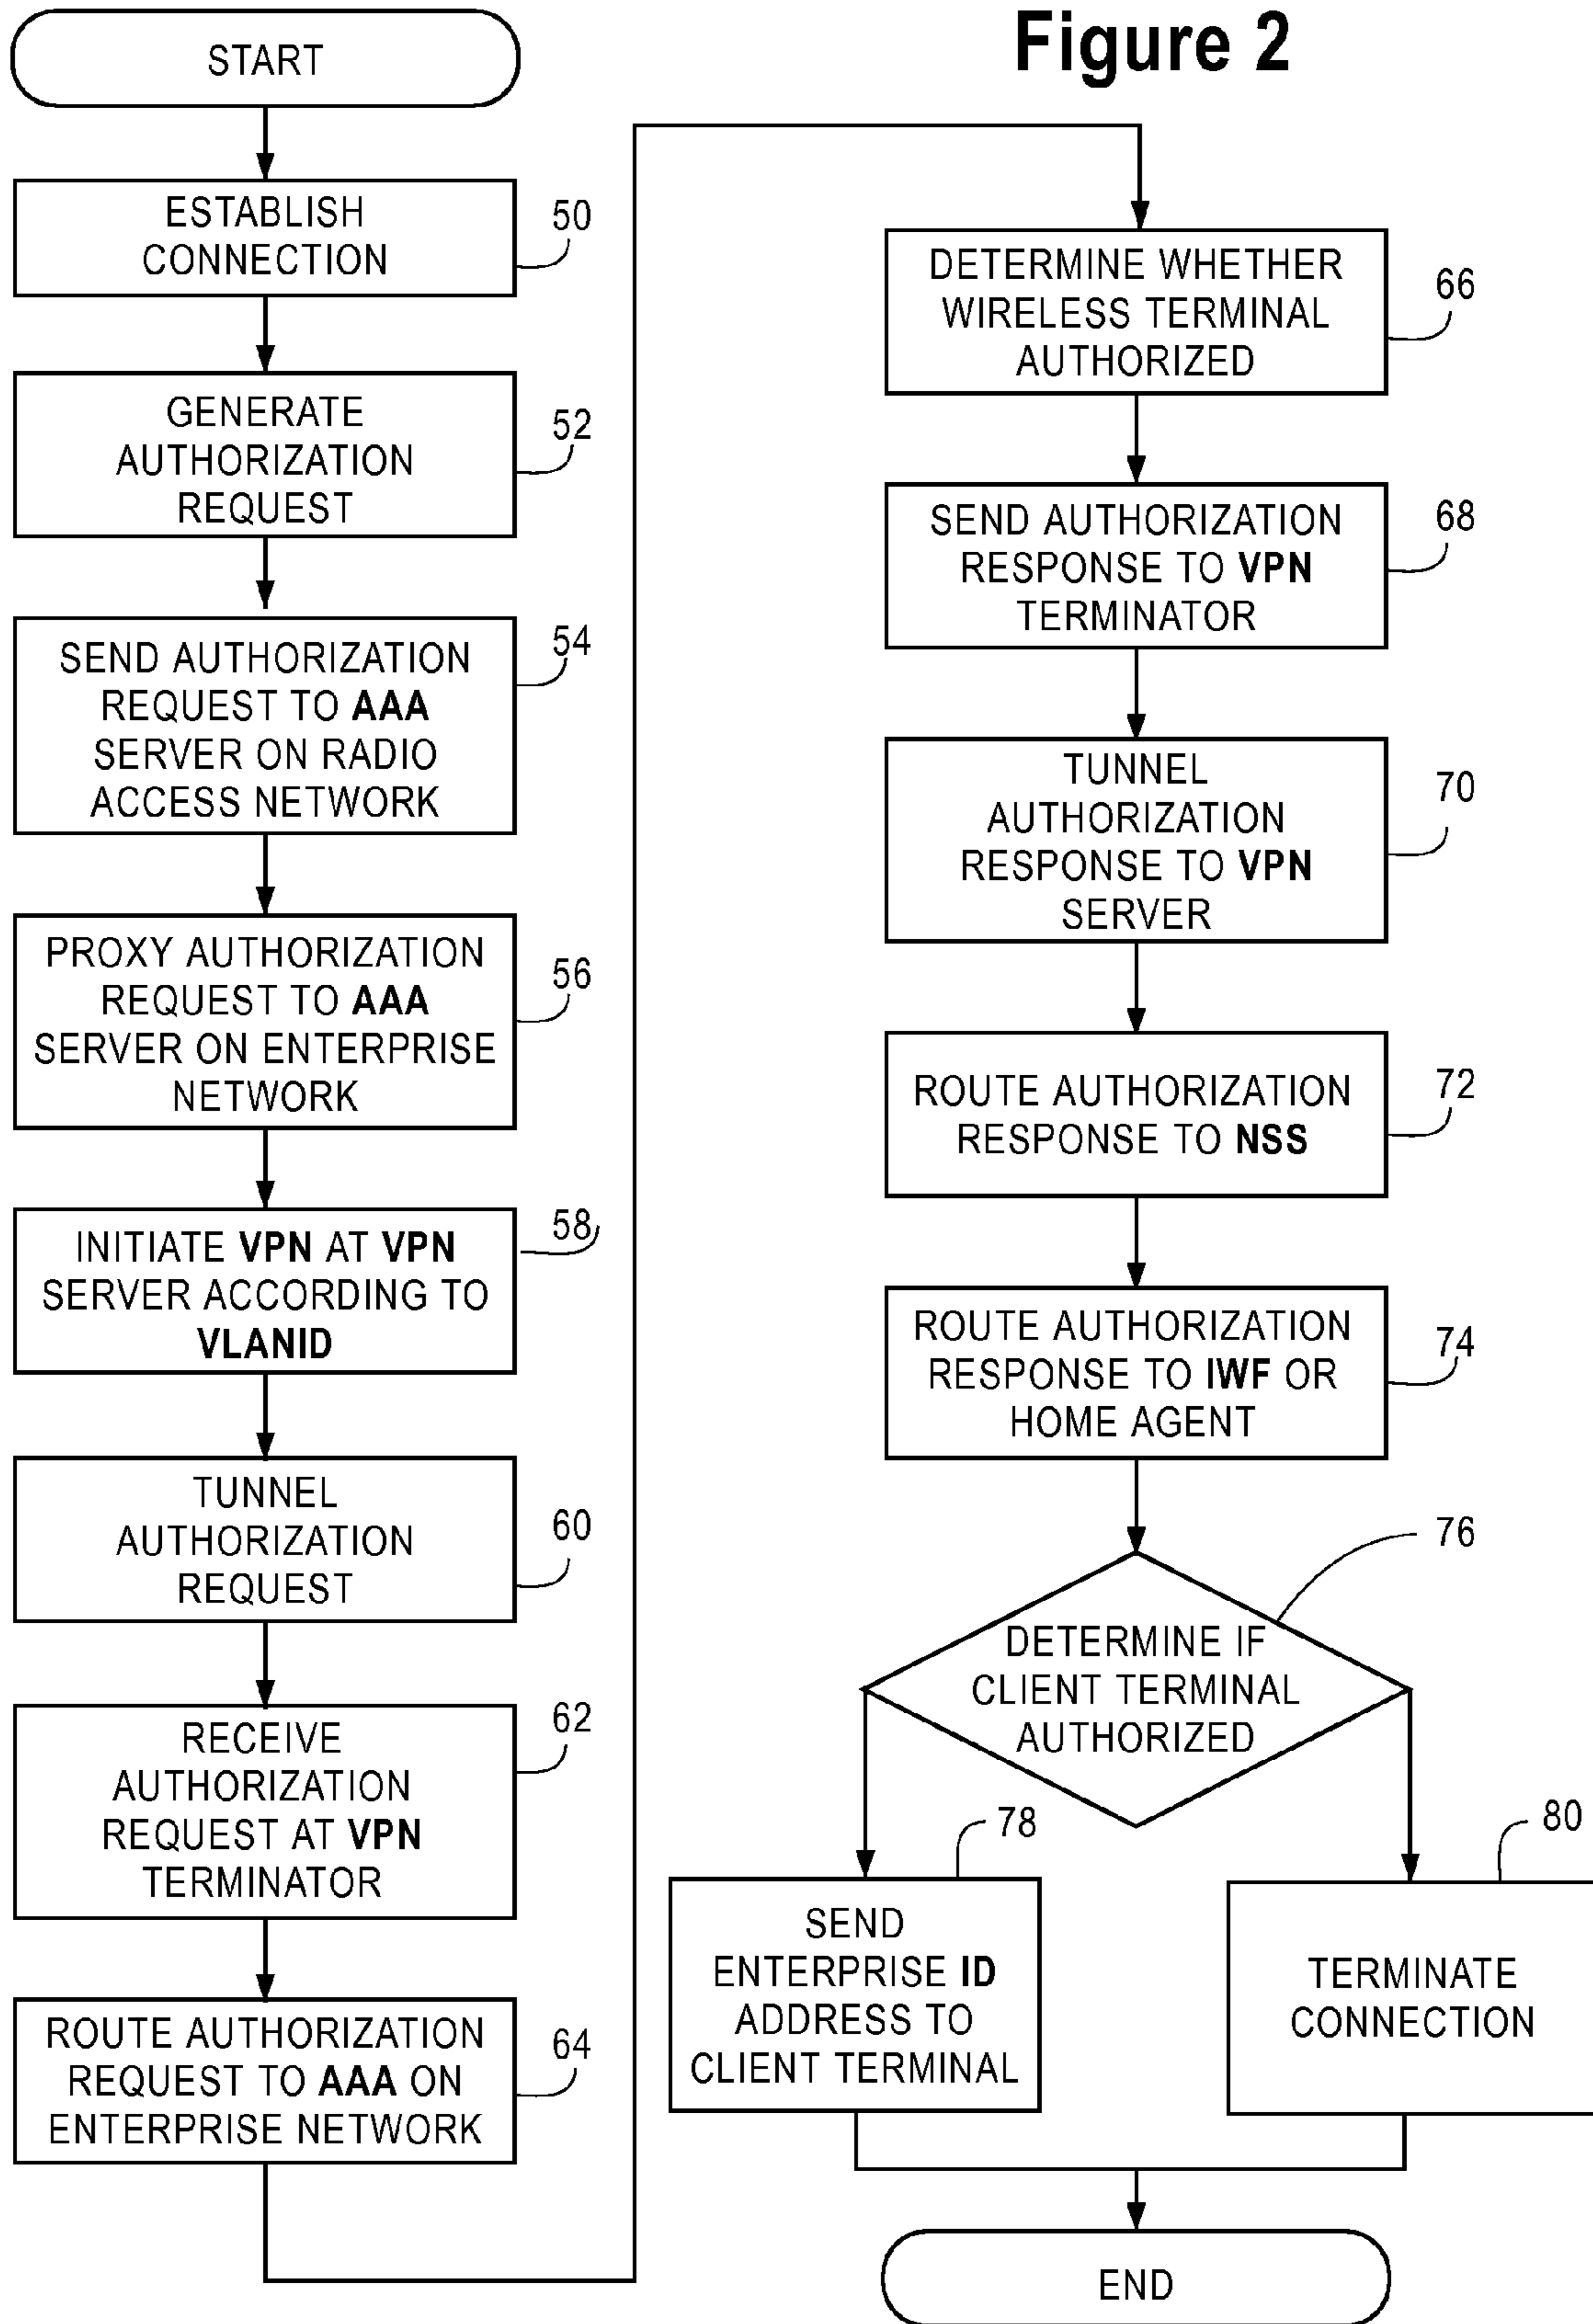 Figure 2
START
ESTABLISH
CONNECTION
50
GENERATE
AUTHORIZATION
REQUEST
52
SEND AUTHORIZATION
REQUEST TO AAA
SERVER ON RADIO
ACCESS NETWORK
54
PROXY AUTHORIZATION
REQUEST TO AAA
SERVER ON ENTERPRISE
NETWORK
56
INITIATE VPN AT VPN
SERVER ACCORDING TO
VLANID
58
TUNNEL
AUTHORIZATION
REQUEST
60
RECEIVE
AUTHORIZATION
REQUEST AT VPN
TERMINATOR
62
ROUTE AUTHORIZATION
REQUEST TO AAA ON
ENTERPRISE NETWORK
64
DETERMINE WHETHER
WIRELESS TERMINAL
AUTHORIZED
66
SEND AUTHORIZATION
RESPONSE TO VPN
TERMINATOR
68
TUNNEL
AUTHORIZATION
RESPONSE TO VPN
SERVER
70
ROUTE AUTHORIZATION
RESPONSE TO NSS
72
ROUTE AUTHORIZATION
RESPONSE TO IWF OR
HOME AGENT
74
DETERMINE IF
CLIENT TERMINAL
AUTHORIZED
76
SEND
ENTERPRISE ID
ADDRESS TO
CLIENT TERMINAL
78
TERMINATE
CONNECTION
80
END